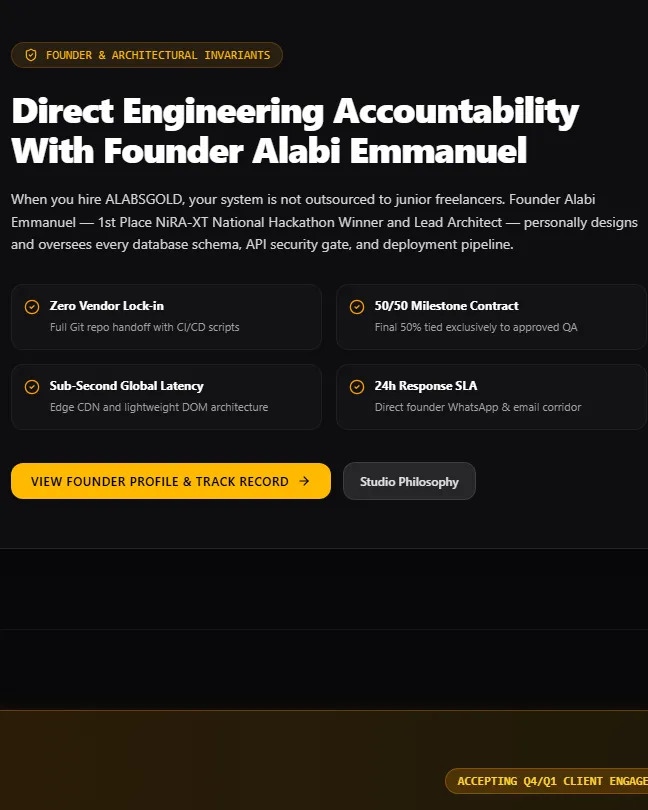 FOUNDER & ARCHITECTURAL INVARIANTS
Direct Engineering Accountability
With Founder Alabi Emmanuel
When you hire ALABSGOLD, your system is not outsourced to junior freelancers. Founder Alabi
Emmanuel — 1st Place NiRA-XT National Hackathon Winner and Lead Architect — personally designs
and oversees every database schema, API security gate, and deployment pipeline.
Zero Vendor Lock-in
Full Git repo handoff with CI/CD scripts
50/50 Milestone Contract
Final 50% tied exclusively to approved QA
Sub-Second Global Latency
Edge CDN and lightweight DOM architecture
24h Response SLA
Direct founder WhatsApp & email corridor
VIEW FOUNDER PROFILE & TRACK RECORD →
Studio Philosophy
ACCEPTING Q4/Q1 CLIENT ENGAGE